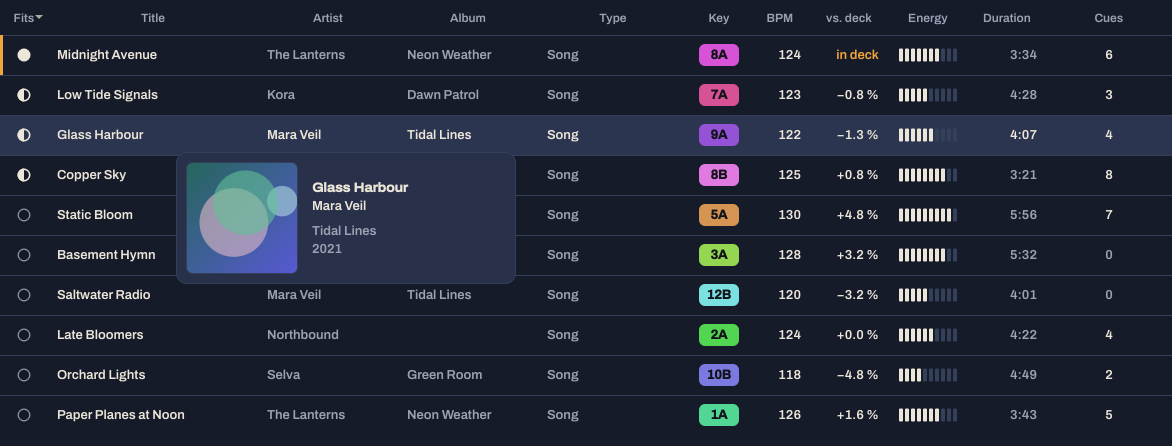 Fits Title Artist Album Type Key BPM vs. deck Energy Duration Cues
Midnight Avenue The Lanterns Neon Weather Song 8A 124 in deck 3:34 6
Low Tide Signals Kora Dawn Patrol Song 7A 123 −0.8 % 4:28 3
Glass Harbour Mara Veil Tidal Lines Song 9A 122 −1.3 % 4:07 4
Copper Sky Song 8B 125 +0.8 % 3:21 8
Glass Harbour
Mara Veil
Static Bloom Song 5A 130 +4.8 % 5:56 7
Tidal Lines
2021
Basement Hymn Song 3A 128 +3.2 % 5:32 0
Saltwater Radio Mara Veil Tidal Lines Song 12B 120 −3.2 % 4:01 0
Late Bloomers Northbound Song 2A 124 +0.0 % 4:22 4
Orchard Lights Selva Green Room Song 10B 118 −4.8 % 4:49 2
Paper Planes at Noon The Lanterns Neon Weather Song 1A 126 +1.6 % 3:43 5